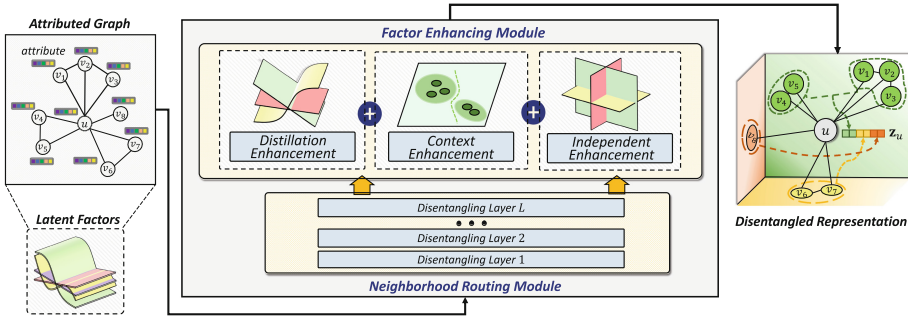 Attributed Graph
attribute
v₂
v₁
v₃
v₄
u
v₈
v₅
v₇
v₆
Latent Factors
Factor Enhancing Module
Distillation
Enhancement
Context
Enhancement
Independent
Enhancement
Disentangling Layer L
Disentangling Layer 2
Disentangling Layer 1
Neighborhood Routing Module
v₁
v₂
v₅
v₃
v₄
u
z_u
v₈
v₆
v₇
Disentangled Representation